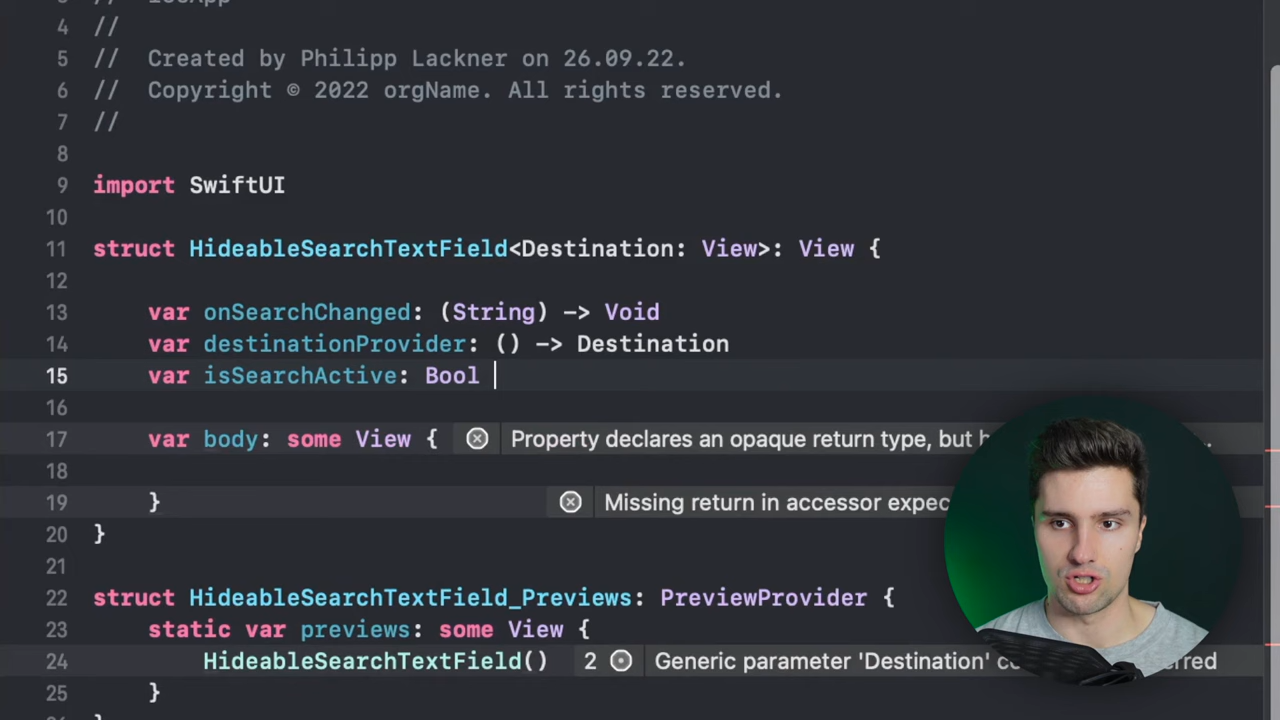 4 //
5 // Created by Philipp Lackner on 26.09.22.
6 // Copyright © 2022 orgName. All rights reserved.
7 //
8
9 import SwiftUI
10
11 struct HideableSearchTextField<Destination: View>: View {
12
13 var onSearchChanged: (String) -> Void
14 var destinationProvider: () -> Destination
15 var isSearchActive: Bool
16
17 var body: some View { Property declares an opaque return type, but
18
19 } Missing return in accessor
20 }
21
22 struct HideableSearchTextField_Previews: PreviewProvider {
23 static var previews: some View {
24 HideableSearchTextField() 2 Generic parameter 'Destination'
25 }